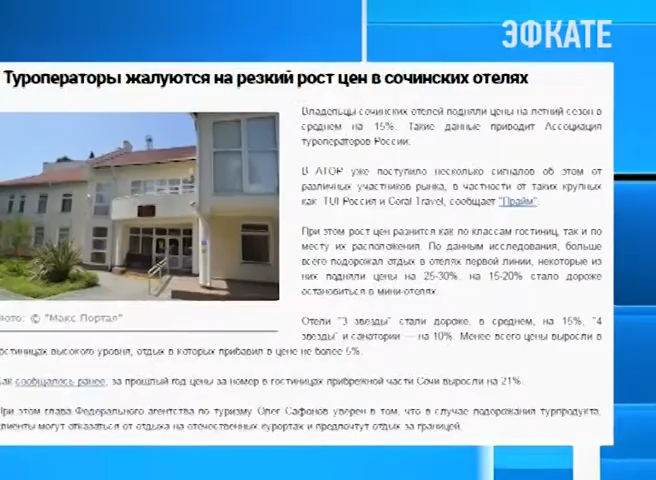 ЭФКАТЕ
Туроператоры жалуются на резкий рост цен в сочинских отелях
Владельцы сочинских отелей подняли цены на летний сезон в
среднем на 15%. Такие данные приводит Ассоциация
туроператоров России.
В АТОР уже поступило несколько сигналов об этом от
различных участников рынка, в частности от таких крупных
как TUI Россия и Coral Travel, сообщает "Прайм".
При этом рост цен разнится как по классам гостиниц, так и по
месту их расположения. По данным исследования, больше
всего подорожал отдых в отелях первой линии, некоторые из
них подняли цены на 25-30%. на 15-20% стало дороже
остановиться в мини-отелях.
Фото: © "Макс Портал"
Отели "3 звезды" стали дороже, в среднем, на 15%, "4
звезды" и санатории — на 10%. Менее всего цены выросли в
гостиницах высокого уровня, отдых в которых прибавил в цене не более 5%.
как сообщалось ранее, за прошлый год цены за номер в гостиницах прибрежной части Сочи выросли на 21%.
При этом глава Федерального агентства по туризму Олег Сафонов уверен в том, что в случае подорожания турпродукта,
клиенты могут отказаться от отдыха на отечественных курортах и предпочтут отдых за границей.